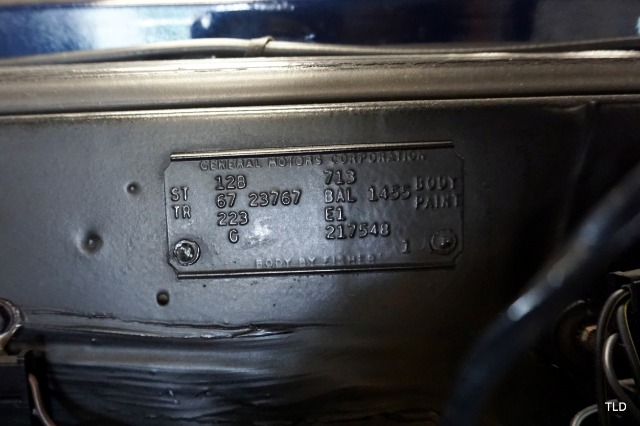 GENERAL MOTORS CORPORATION
12B 713
ST 67 23767 BAL 1455 BODY
TR 223 E1 PAINT
G 217548 1
BODY BY FISHER
TLD